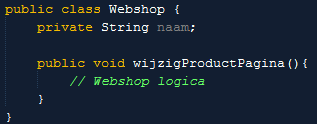 public class Webshop {
    private String naam;

    public void wijzigProductPagina(){
        // Webshop logica
    }
}